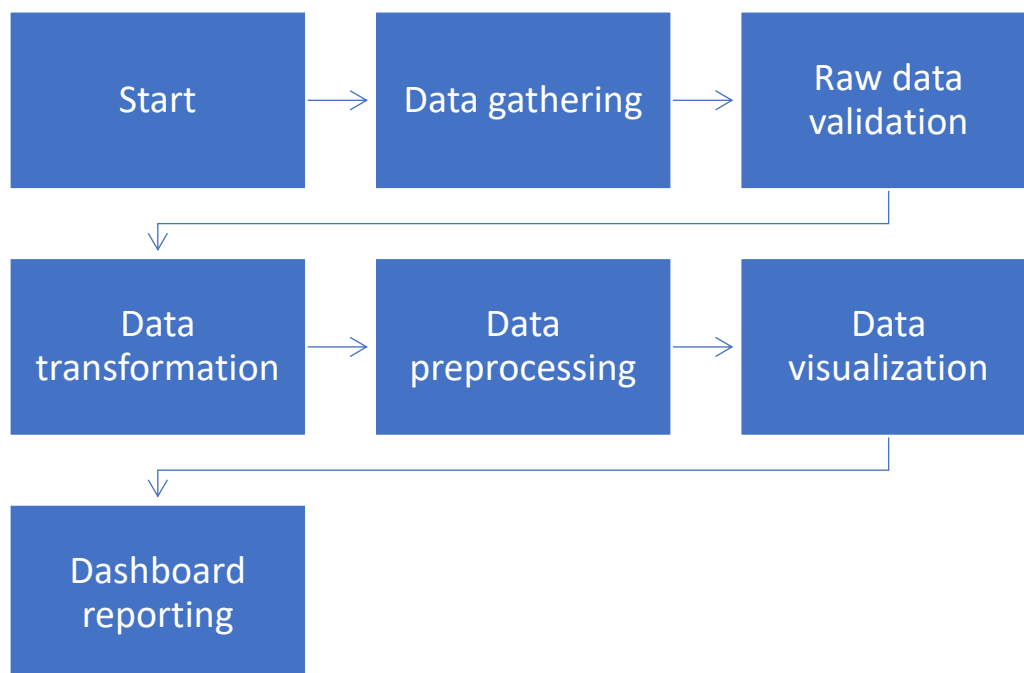 Start
Data gathering
Raw data
validation
Data
transformation
Data
preprocessing
Data
visualization
Dashboard
reporting